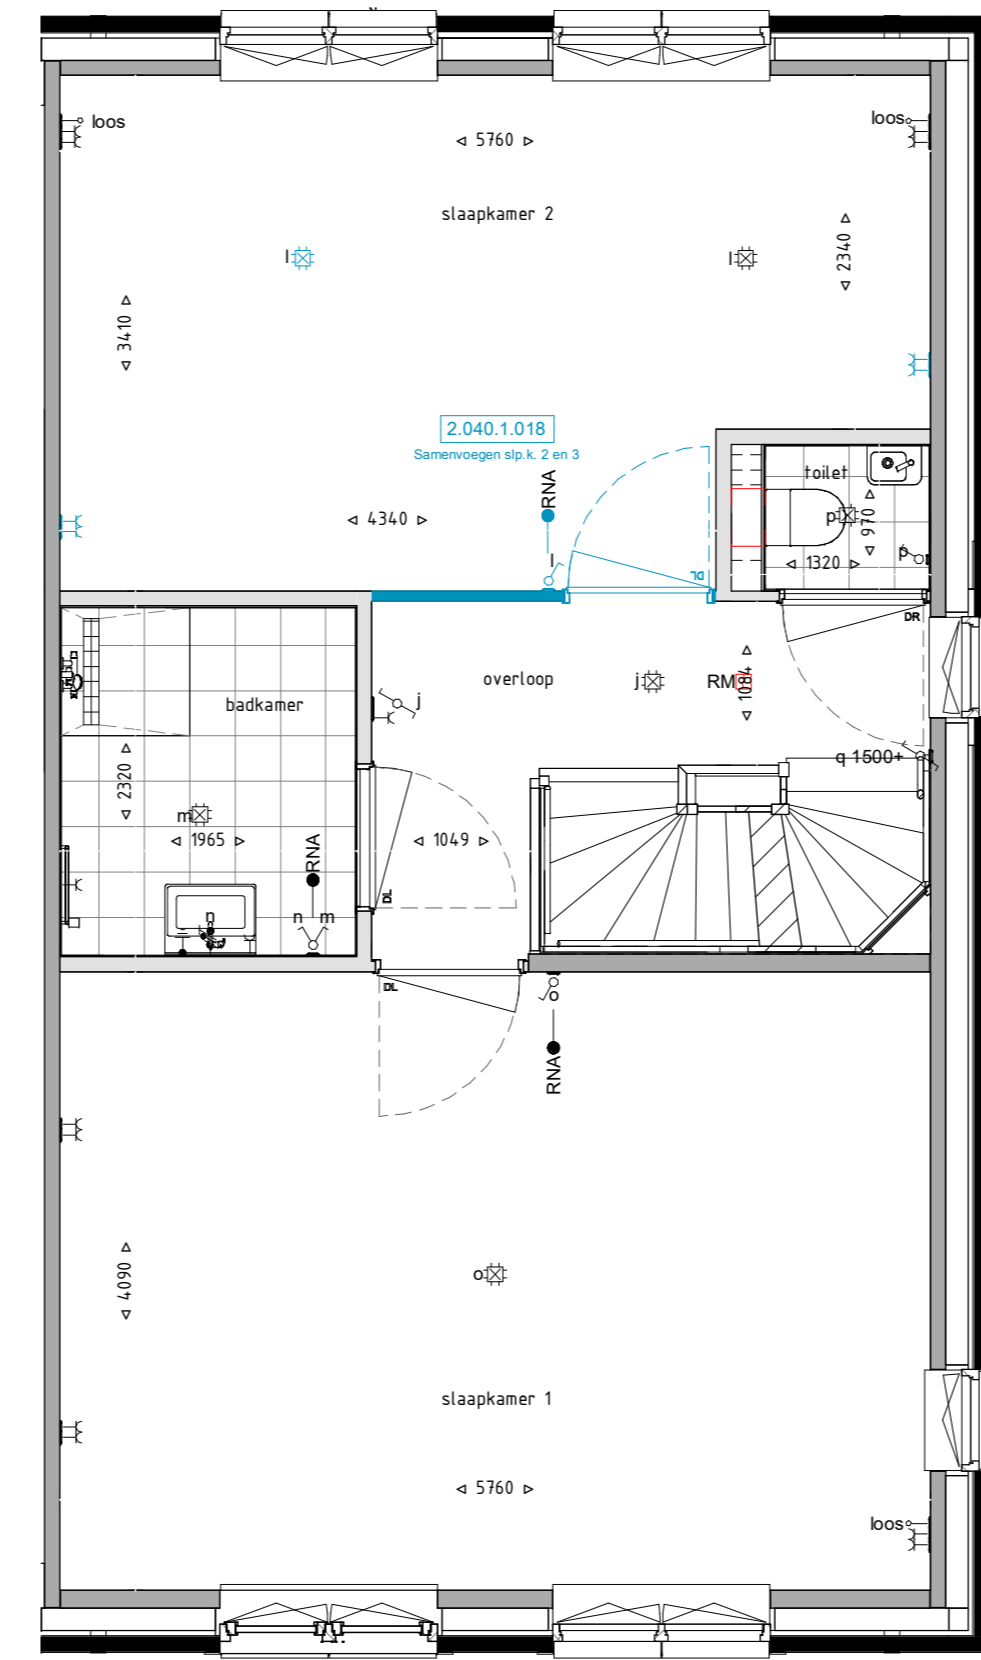 loos
loos
5760
slaapkamer 2
2340
l
l
3410
2.040.1.018
Samenvoegen slp.k. 2 en 3
RNA
4340
l
DL
toilet
p
970
p
1320
DR
badkamer
overloop
j
RM
1084
j
q 1500+
2320
m
1965
RNA
1049
DL
n
n m
DL
o
RNA
4090
o
slaapkamer 1
5760
loos